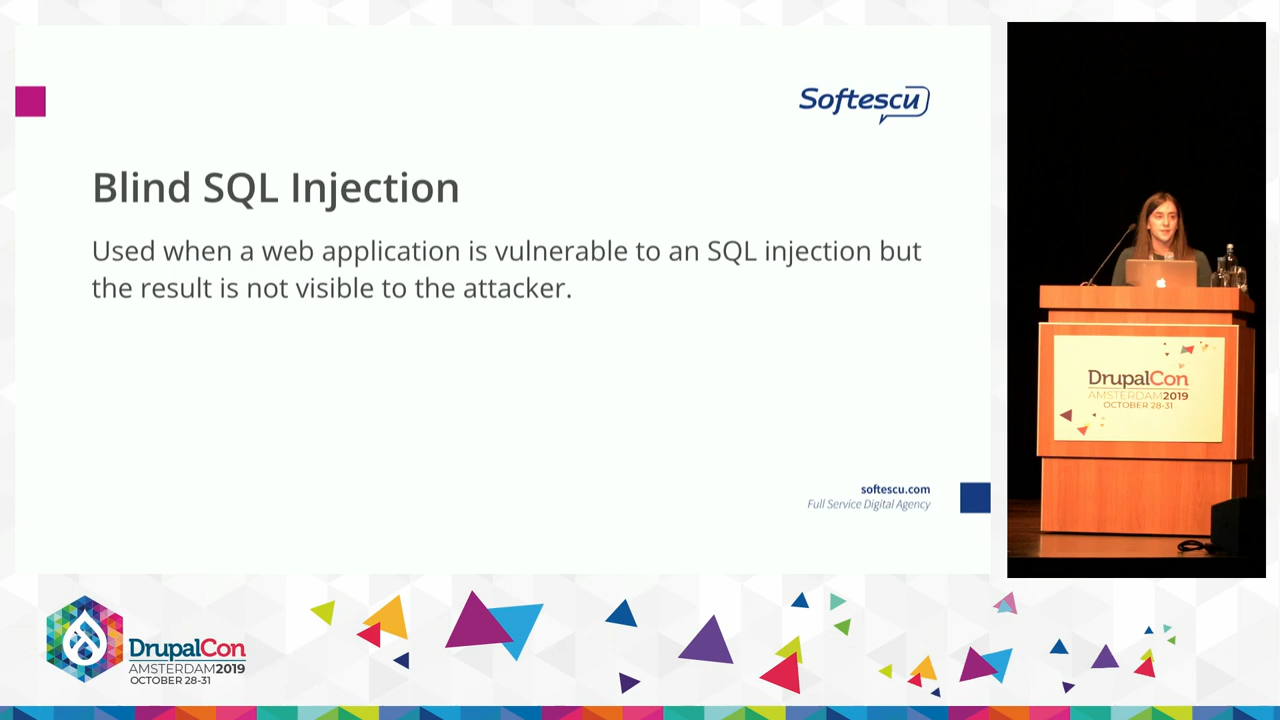 Softescu
Blind SQL Injection
Used when a web application is vulnerable to an SQL injection but
the result is not visible to the attacker.
softescu.com
Full Service Digital Agency
DrupalCon
AMSTERDAM2019
OCTOBER 28-31
DrupalCon
AMSTERDAM2019
OCTOBER 28-31